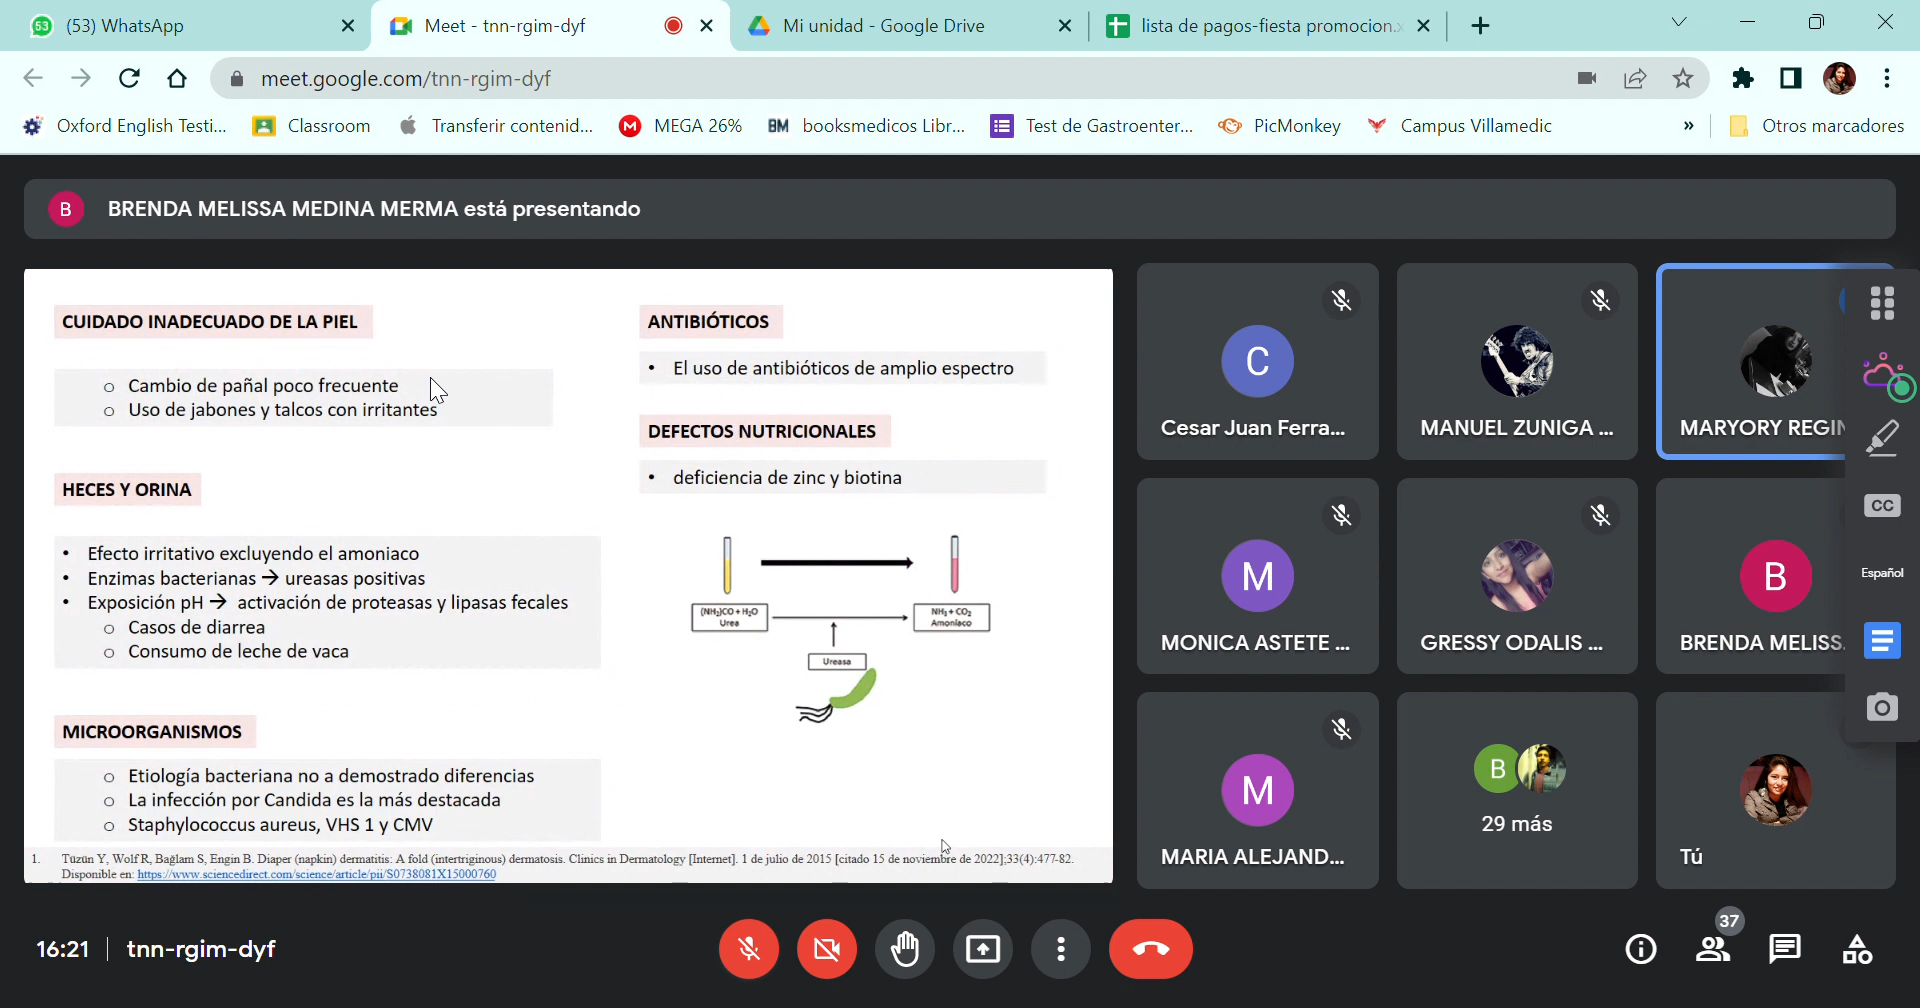 53
(53) WhatsApp
Meet - tnn-rgim-dyf
Mi unidad - Google Drive
lista de pagos-fiesta promocion.x
meet.google.com/tnn-rgim-dyf
Oxford English Testi...
Classroom
Transferir contenid...
M
MEGA 26%
BM
booksmedicos Libr...
Test de Gastroenter...
PicMonkey
Campus Villamedic
»
Otros marcadores
B
BRENDA MELISSA MEDINA MERMA está presentando
CUIDADO INADECUADO DE LA PIEL
o Cambio de pañal poco frecuente
o Uso de jabones y talcos con irritantes
HECES Y ORINA
• Efecto irritativo excluyendo el amoniaco
• Enzimas bacterianas → ureasas positivas
• Exposición pH → activación de proteasas y lipasas fecales
o Casos de diarrea
o Consumo de leche de vaca
MICROORGANISMOS
o Etiología bacteriana no a demostrado diferencias
o La infección por Candida es la más destacada
o Staphylococcus aureus, VHS 1 y CMV
ANTIBIÓTICOS
• El uso de antibióticos de amplio espectro
DEFECTOS NUTRICIONALES
• deficiencia de zinc y biotina
(NH₂)CO + H₂O
Urea
NH₃ + CO₂
Amoníaco
Ureasa
1. Tüzün Y, Wolf R, Bağlam S, Engin B. Diaper (napkin) dermatitis: A fold (intertriginous) dermatosis. Clinics in Dermatology [Internet]. 1 de julio de 2015 [citado 15 de noviembre de 2022];33(4):477-82.
Disponible en: https://www.sciencedirect.com/science/article/pii/S0738081X15000760
C
Cesar Juan Ferra...
MANUEL ZUNIGA ...
MARYORY REGIN
M
MONICA ASTETE ...
GRESSY ODALIS ...
B
BRENDA MELISS.
M
MARIA ALEJAND...
B
29 más
Tú
CC
Español
16:21
tnn-rgim-dyf
37